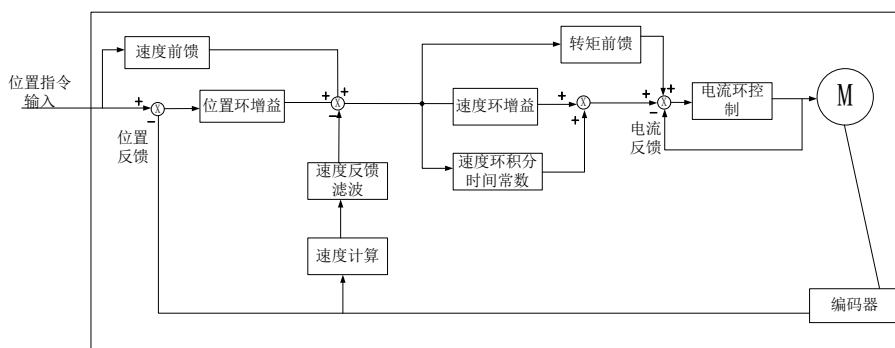 速度前馈
转矩前馈
位置指令
输入
+
−
位置
反馈
位置环增益
+
+
−
速度环增益
+
+
+
+
−
电流环控
制
M
电流
反馈
速度反馈
滤波
速度环积分
时间常数
速度计算
编码器